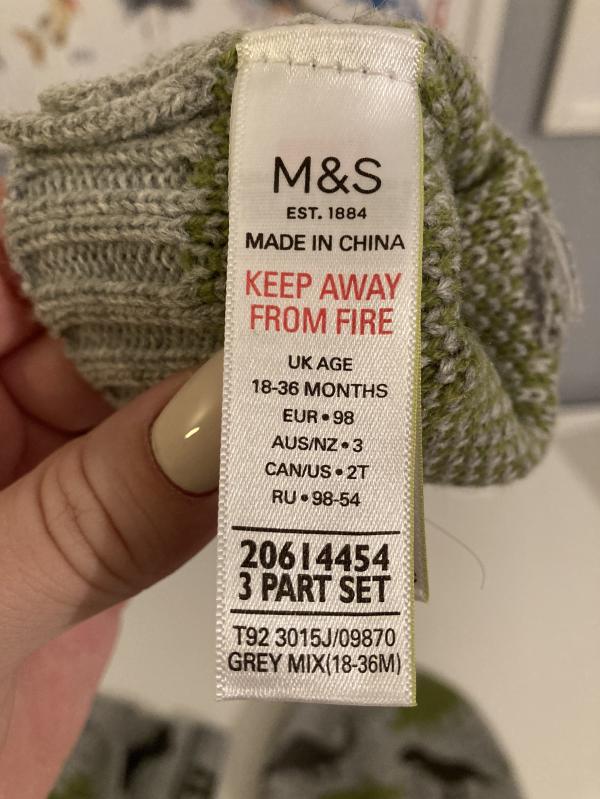 M&S
EST. 1884
MADE IN CHINA
KEEP AWAY
FROM FIRE
UK AGE
18-36 MONTHS
EUR•98
AUS/NZ•3
CAN/US•2T
RU•98-54
20614454
3 PART SET
T92 3015J/09870
GREY MIX(18-36M)